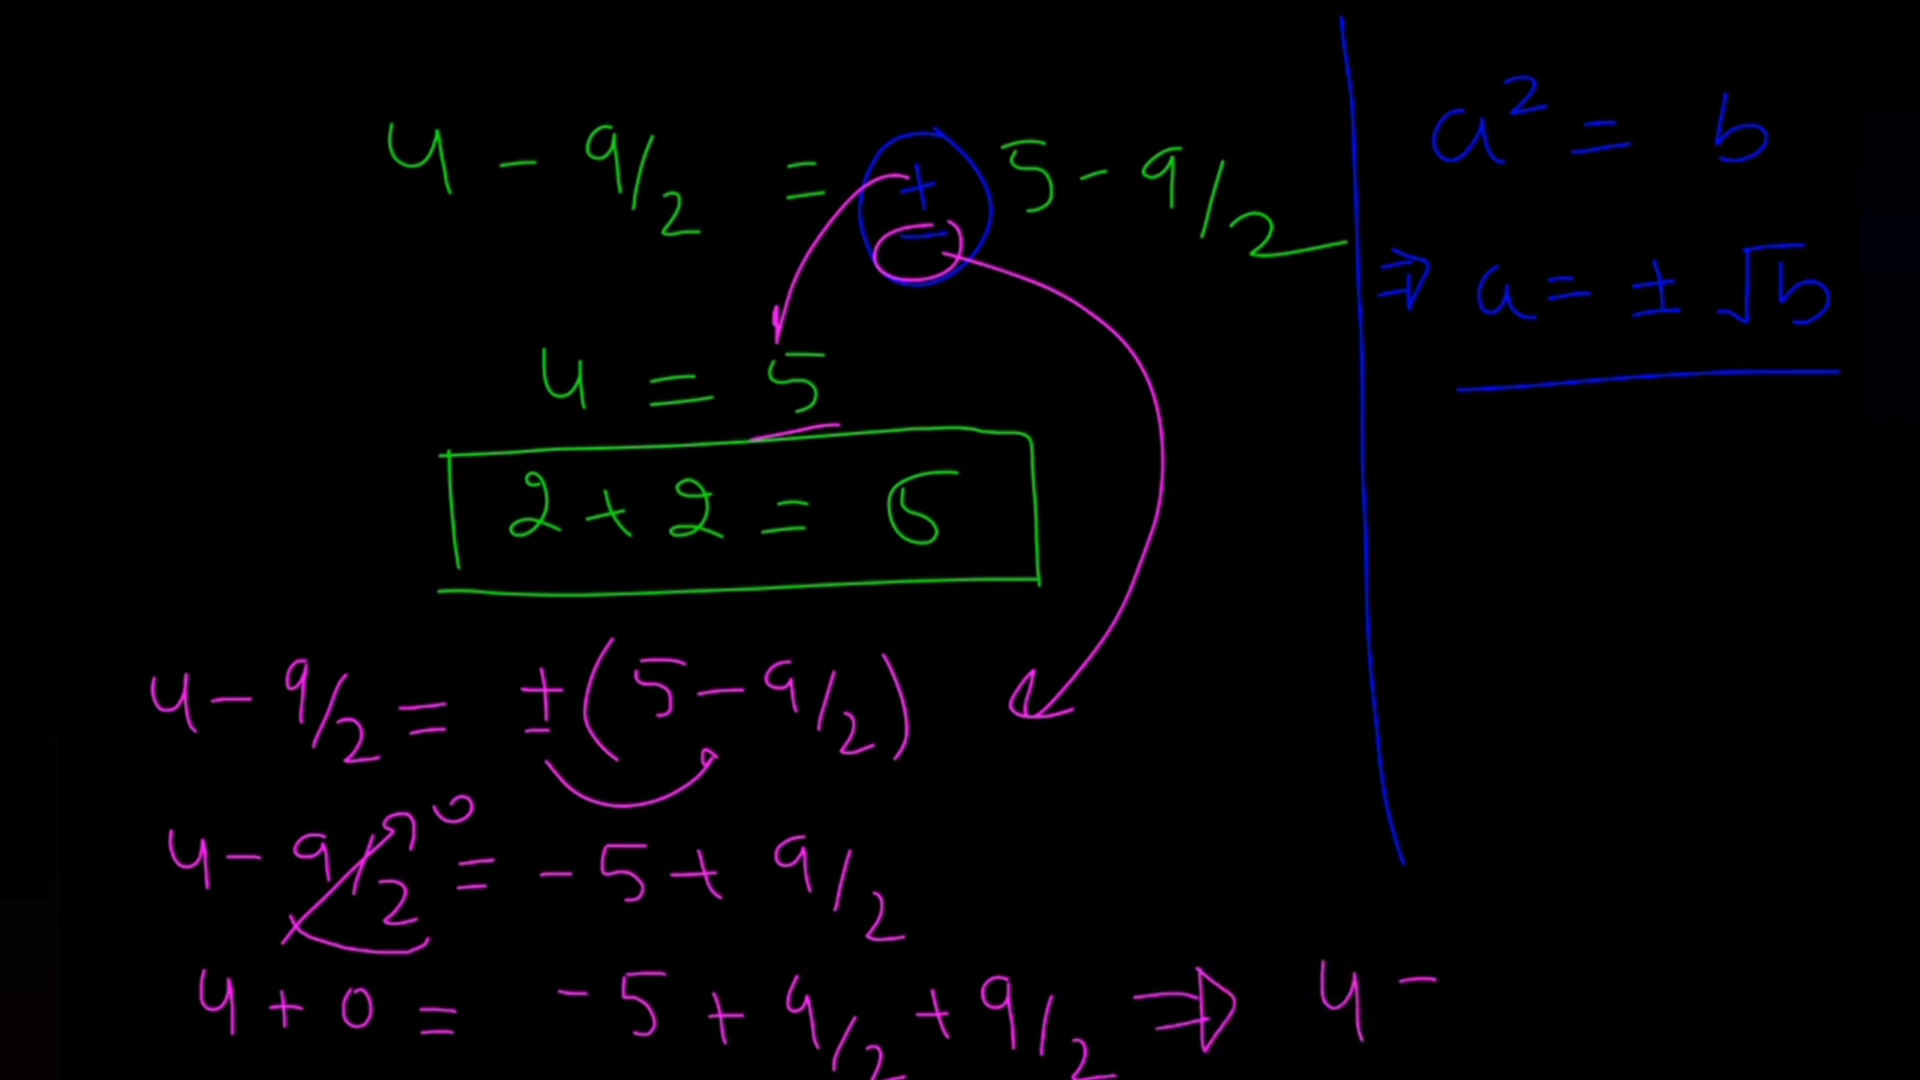 4 - 9/2 = ± 5 - 9/2
4 = 5
2 + 2 = 5
4 - 9/2 = ± (5 - 9/2)
4 - 9/2 0 = - 5 + 9/2
4 + 0 = - 5 + 9/2 + 9/2 ⇒ 4 -
a² = b
⇒ a = ± √b